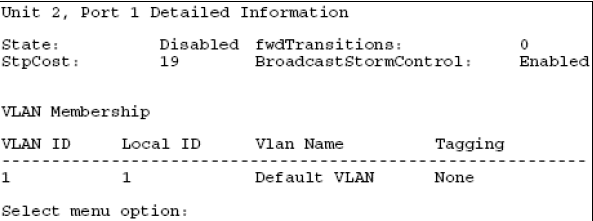 Unit 2, Port 1 Detailed Information
State: Disabled fwdTransitions: 0
StpCost: 19 BroadcastStormControl: Enabled
VLAN Membership
VLAN ID Local ID Vlan Name Tagging
-----------------------------------------------------------------
1 1 Default VLAN None
Select menu option: